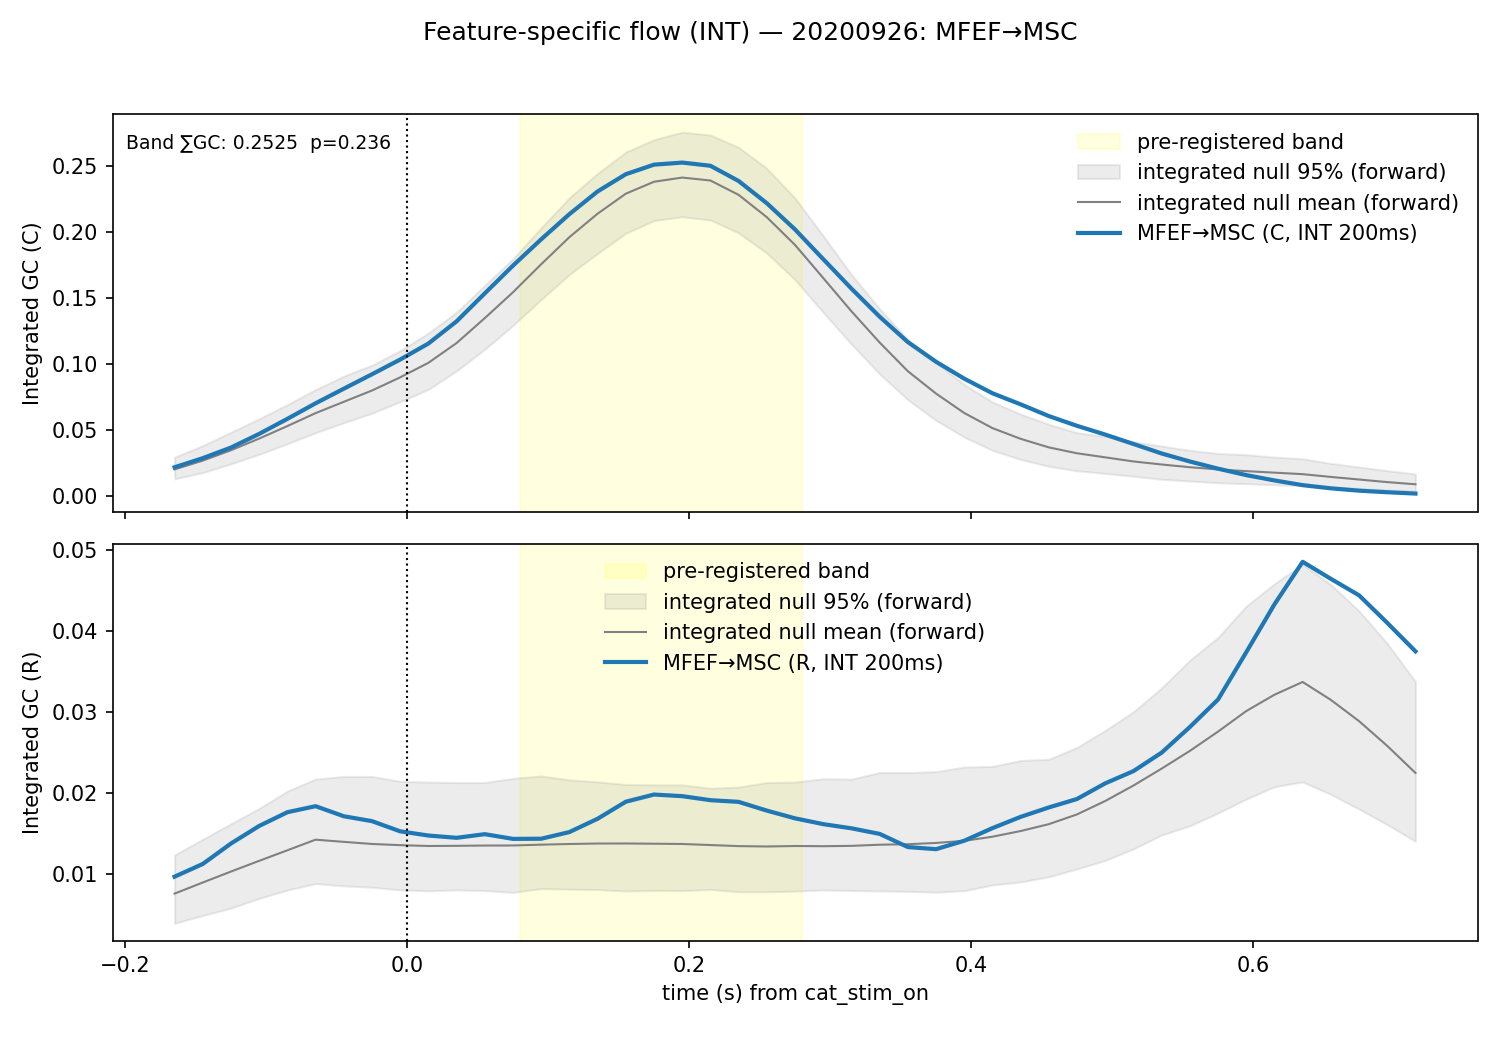 Feature-specific flow (INT) — 20200926: MFEF→MSC
Band ∑GC: 0.2525  p=0.236
pre-registered band
integrated null 95% (forward)
integrated null mean (forward)
MFEF→MSC (C, INT 200ms)
Integrated GC (C)
0.25
0.20
0.15
0.10
0.05
0.00
pre-registered band
integrated null 95% (forward)
integrated null mean (forward)
MFEF→MSC (R, INT 200ms)
Integrated GC (R)
0.05
0.04
0.03
0.02
0.01
−0.2
0.0
0.2
0.4
0.6
time (s) from cat_stim_on